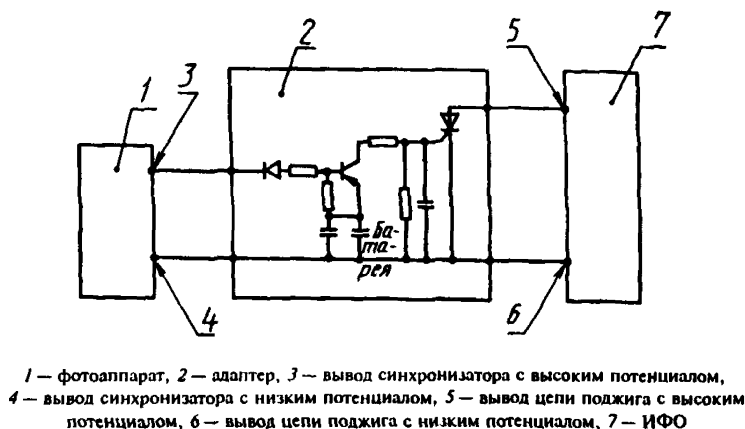 2
5
7
1
3
Ба-
та-
рея
4
6
1 — фотоаппарат, 2 — адаптер, 3 — вывод синхронизатора с высоким потенциалом,
4 — вывод синхронизатора с низким потенциалом, 5 — вывод цепи поджига с высоким
потенциалом, 6 — вывод цепи поджига с низким потенциалом, 7 — ИФО